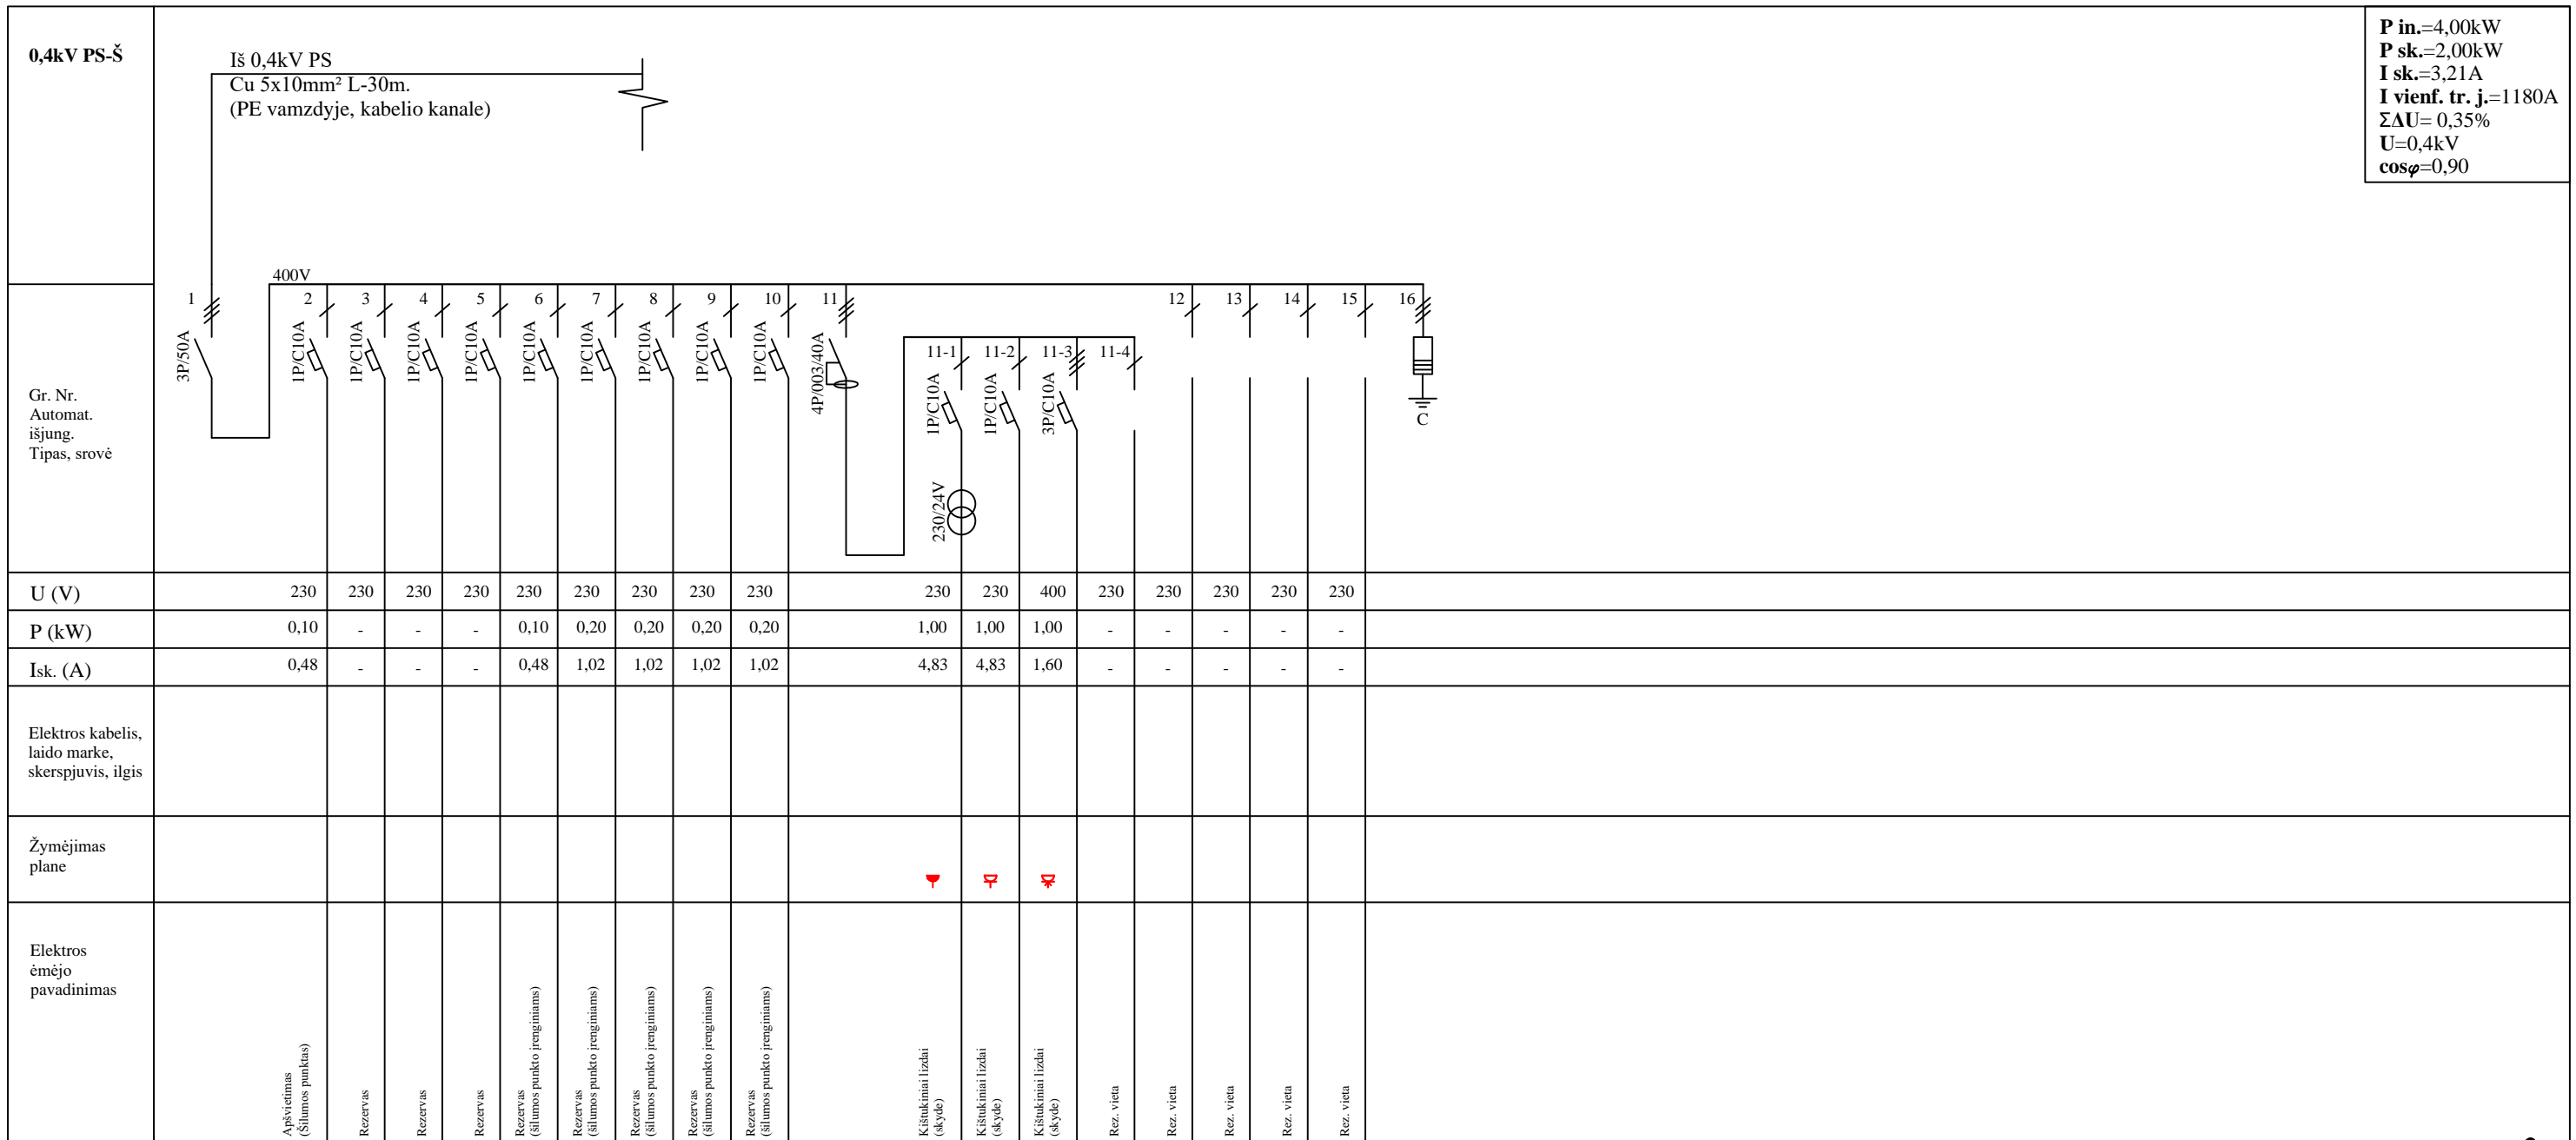 0,4kV PS-Š
Iš 0,4kV PS
Cu 5x10mm² L-30m.
(PE vamzdyje, kabelio kanale)
P in.=4,00kW
P sk.=2,00kW
I sk.=3,21A
I vienf. tr. j.=1180A
ΣΔU= 0,35%
U=0,4kV
cosφ=0,90
400V
1 2 3 4 5 6 7 8 9 10 11 12 13 14 15 16
3P/50A
1P/C10A
1P/C10A
1P/C10A
1P/C10A
1P/C10A
1P/C10A
1P/C10A
1P/C10A
1P/C10A
4P/003/40A
11-1 11-2 11-3 11-4
1P/C10A
1P/C10A
3P/C10A
230/24V
C
Gr. Nr.
Automat.
išjung.
Tipas, srovė
U (V) 230 230 230 230 230 230 230 230 230 230 230 400 230 230 230 230 230
P (kW) 0,10 - - - 0,10 0,20 0,20 0,20 0,20 1,00 1,00 1,00 - - - - -
Isk. (A) 0,48 - - - 0,48 1,02 1,02 1,02 1,02 4,83 4,83 1,60 - - - - -
Elektros kabelis,
laido marke,
skerspjuvis, ilgis
Žymėjimas
plane
Elektros
ėmėjo
pavadinimas
Apšvietimas
(Šilumos punktas)
Rezervas
Rezervas
Rezervas
Rezervas
(šilumos punkto įrenginiams)
Rezervas
(šilumos punkto įrenginiams)
Rezervas
(šilumos punkto įrenginiams)
Rezervas
(šilumos punkto įrenginiams)
Rezervas
(šilumos punkto įrenginiams)
Kištukiniai lizdai
(skyde)
Kištukiniai lizdai
(skyde)
Kištukiniai lizdai
(skyde)
Rez. vieta
Rez. vieta
Rez. vieta
Rez. vieta
Rez. vieta